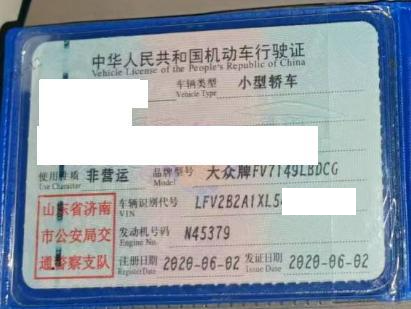 中华人民共和国机动车行驶证
Vehicle License of the People's Republic of China
车辆类型 小型轿车
Vehicle Type
使用性质 非营运 品牌型号 大众牌FV7149LBDCG
Use Character Model
车辆识别代号 LFV2B2A1XL5
VIN
发动机号码 N45379
Engine No.
注册日期 2020-06-02 发证日期 2020-06-02
Register Date Issue Date
山东省济南
市公安局交
通警察支队